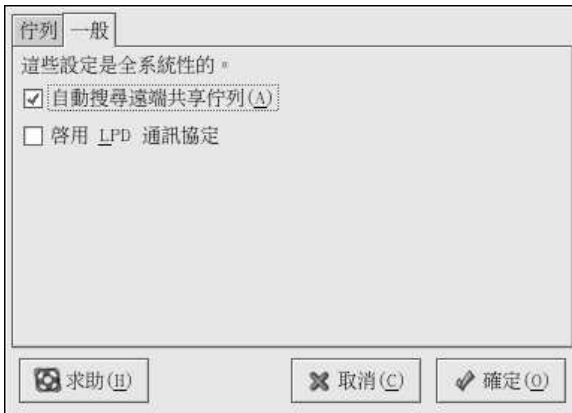 佇列 一般
這些設定是全系統性的。
自動搜尋遠端共享佇列(A)
啓用 LPD 通訊協定
求助(H) 取消(C) 確定(O)